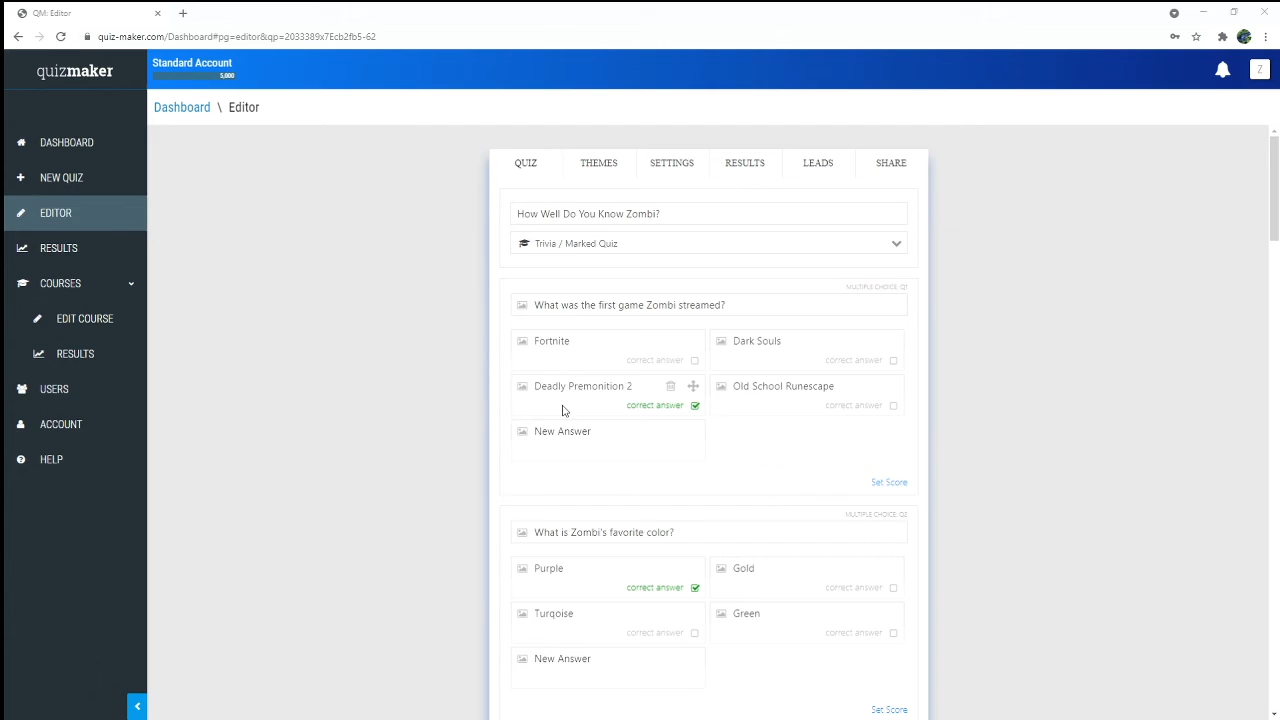 QM: Editor
quiz-maker.com/Dashboard#pg=editor&qp=2033389x7Ecb2fb5-62
quizmaker
Standard Account
5,000
Z
Dashboard \ Editor
DASHBOARD
NEW QUIZ
EDITOR
RESULTS
COURSES
EDIT COURSE
RESULTS
USERS
ACCOUNT
HELP
QUIZ THEMES SETTINGS RESULTS LEADS SHARE
How Well Do You Know Zombi?
Trivia / Marked Quiz
MULTIPLE CHOICE: Q1
What was the first game Zombi streamed?
Fortnite Dark Souls
correct answer correct answer
Deadly Premonition 2 Old School Runescape
correct answer correct answer
New Answer
Set Score
MULTIPLE CHOICE: Q2
What is Zombi's favorite color?
Purple Gold
correct answer correct answer
Turqoise Green
correct answer correct answer
New Answer
Set Score